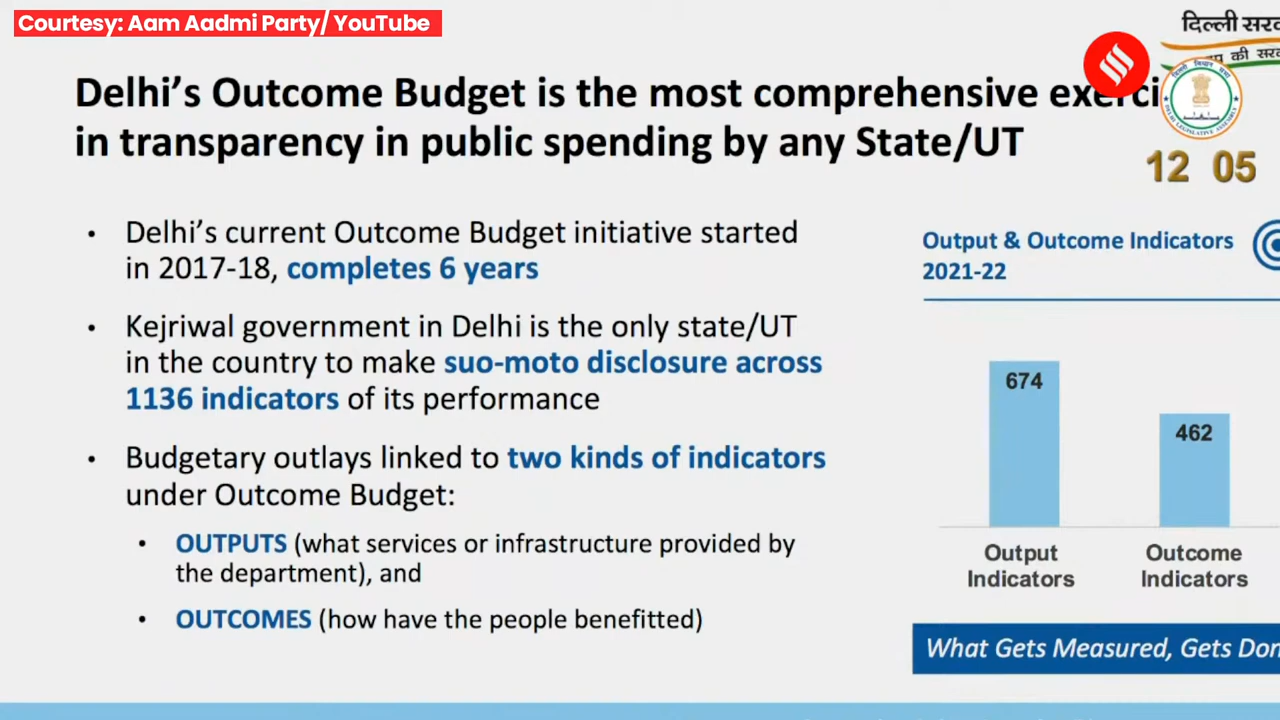 Courtesy: Aam Aadmi Party/ YouTube
दिल्ली सरक
की सरक
Delhi's Outcome Budget is the most comprehensive exerci
in transparency in public spending by any State/UT
12 05
Delhi's current Outcome Budget initiative started
in 2017-18, completes 6 years
Kejriwal government in Delhi is the only state/UT
in the country to make suo-moto disclosure across
1136 indicators of its performance
Budgetary outlays linked to two kinds of indicators
under Outcome Budget:
OUTPUTS (what services or infrastructure provided by
the department), and
OUTCOMES (how have the people benefitted)
Output & Outcome Indicators
2021-22
674
462
Output
Indicators
Outcome
Indicators
What Gets Measured, Gets Don